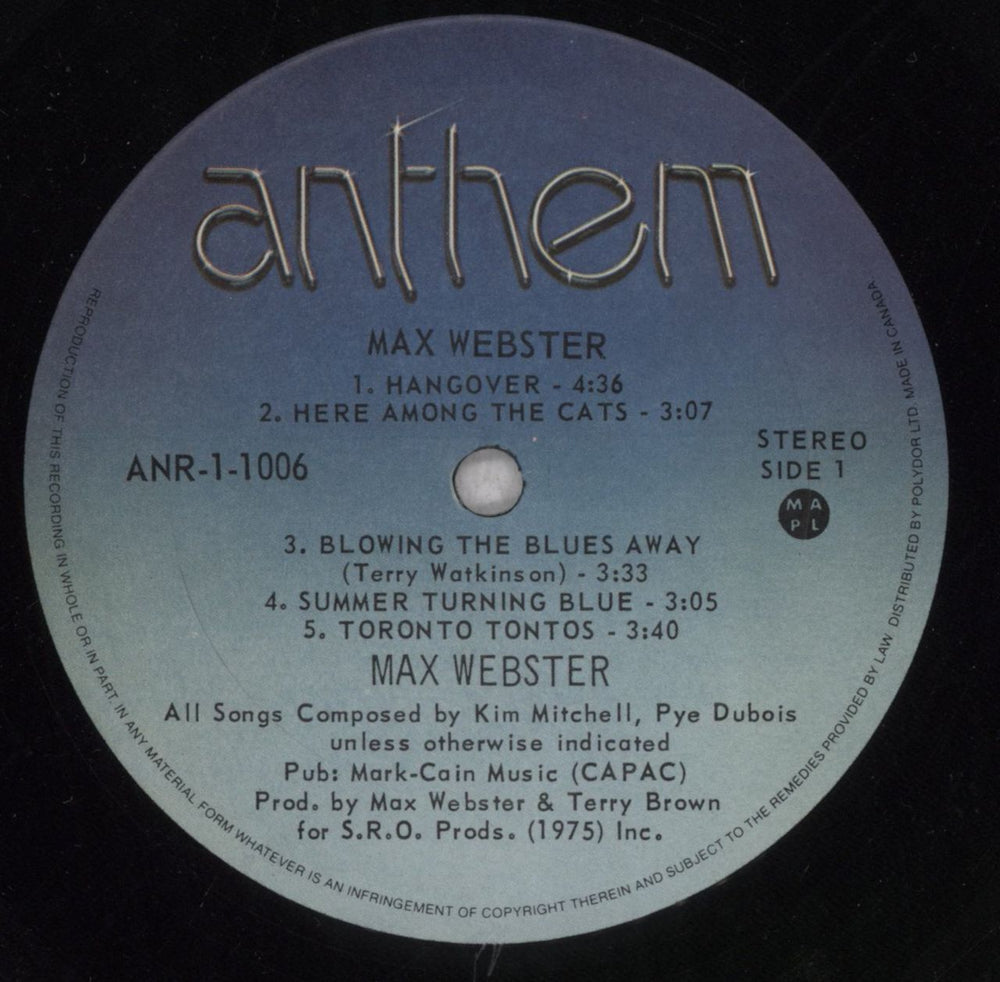 anthem
MAX WEBSTER
1. HANGOVER - 4:36
2. HERE AMONG THE CATS - 3:07
STEREO
ANR-1-1006
SIDE 1
M A
P L
3. BLOWING THE BLUES AWAY
(Terry Watkinson) - 3:33
4. SUMMER TURNING BLUE - 3:05
5. TORONTO TONTOS - 3:40
MAX WEBSTER
All Songs Composed by Kim Mitchell, Pye Dubois
unless otherwise indicated
Pub: Mark-Cain Music (CAPAC)
Prod. by Max Webster & Terry Brown
for S.R.O. Prods. (1975) Inc.
REPRODUCTION OF THIS RECORDING IN WHOLE OR IN PART, IN ANY MATERIAL FORM WHATEVER IS AN INFRINGEMENT OF COPYRIGHT THEREIN AND SUBJECT TO THE REMEDIES PROVIDED BY LAW. DISTRIBUTED BY POLYDOR LTD. MADE IN CANADA